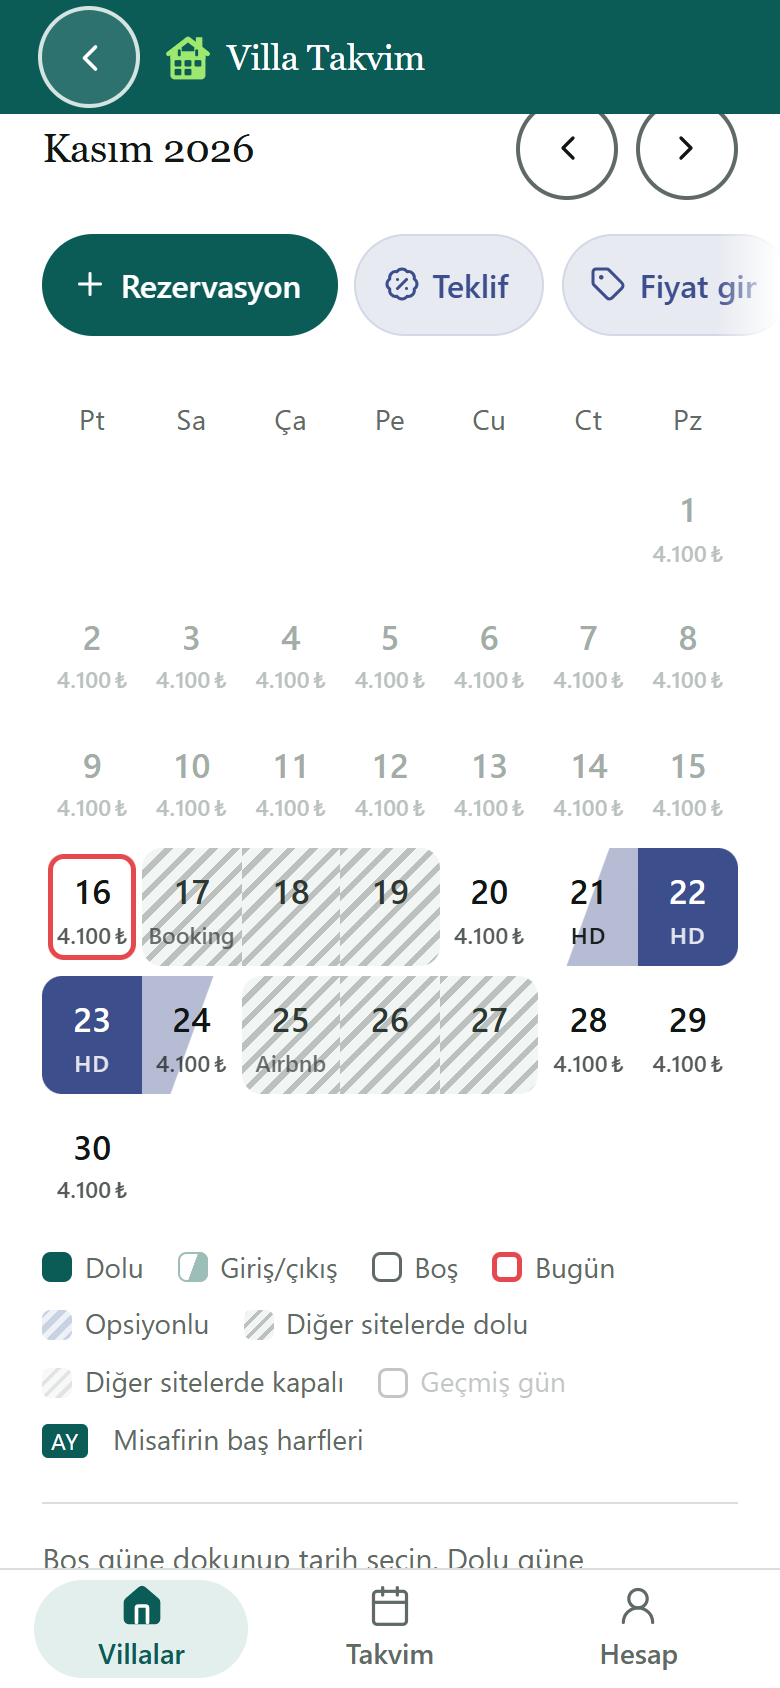 Villa Takvim
Kasım 2026
Rezervasyon
Teklif
Fiyat gir
Pt Sa Ça Pe Cu Ct Pz
1
4.100 ₺
2 3 4 5 6 7 8
4.100 ₺ 4.100 ₺ 4.100 ₺ 4.100 ₺ 4.100 ₺ 4.100 ₺ 4.100 ₺
9 10 11 12 13 14 15
4.100 ₺ 4.100 ₺ 4.100 ₺ 4.100 ₺ 4.100 ₺ 4.100 ₺ 4.100 ₺
16 17 18 19 20 21 22
4.100 ₺ Booking 4.100 ₺ HD HD
23 24 25 26 27 28 29
HD 4.100 ₺ Airbnb 4.100 ₺ 4.100 ₺
30
4.100 ₺
Dolu Giriş/çıkış Boş Bugün
Opsiyonlu Diğer sitelerde dolu
Diğer sitelerde kapalı Geçmiş gün
AY Misafirin baş harfleri
Boş güne dokunup tarih seçin. Dolu güne
Villalar Takvim Hesap